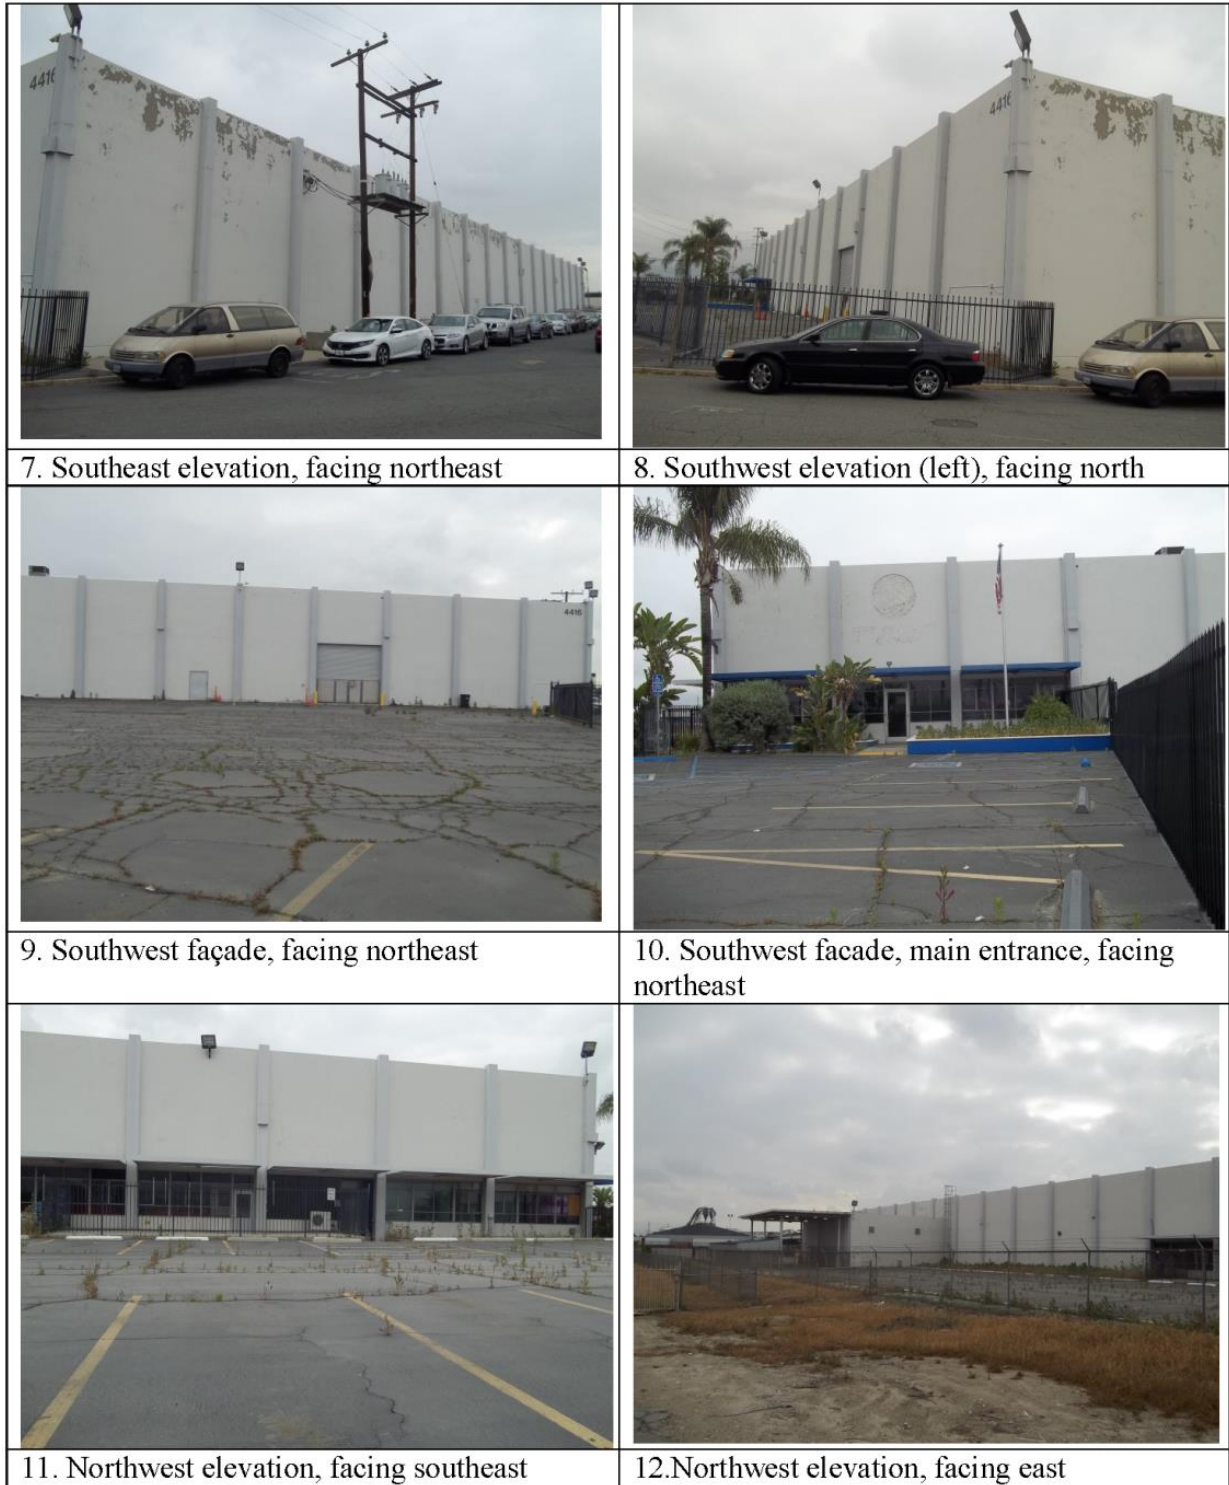 4416
4416
7. Southeast elevation, facing northeast
8. Southwest elevation (left), facing north
4416
9. Southwest façade, facing northeast
10. Southwest facade, main entrance, facing
northeast
11. Northwest elevation, facing southeast
12.Northwest elevation, facing east